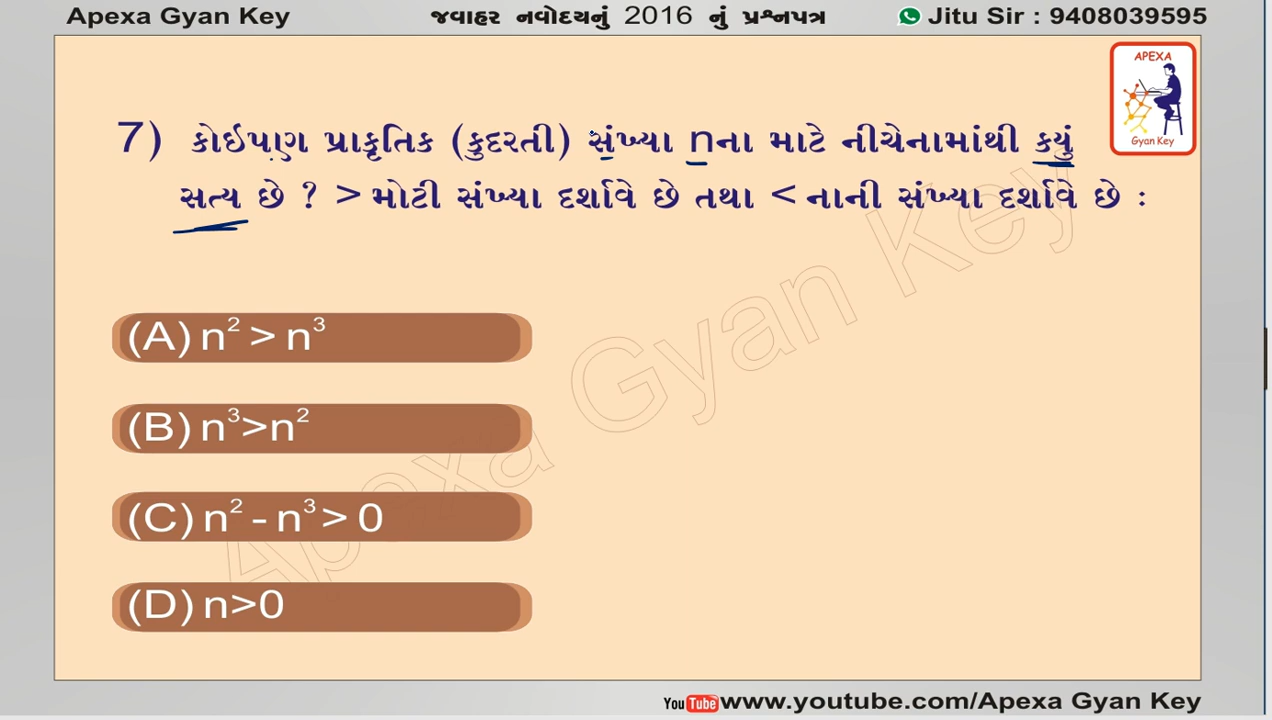 Apexa Gyan Key જવાહર નવોદયનું 2016 નું પ્રશ્નપત્ર Jitu Sir : 9408039595
APEXA
Gyan Key
7) કોઇપણ પ્રાકૃતિક (કુદરતી) સંખ્યા nના માટે નીચેનામાંથી કયું
સત્ય છે ? > મોટી સંખ્યા દર્શાવે છે તથા < નાની સંખ્યા દર્શાવે છે :
(A) n² > n³
(B) n³>n²
(C) n² - n³ > 0
(D) n>0
Apexa Gyan Key
YouTube www.youtube.com/Apexa Gyan Key